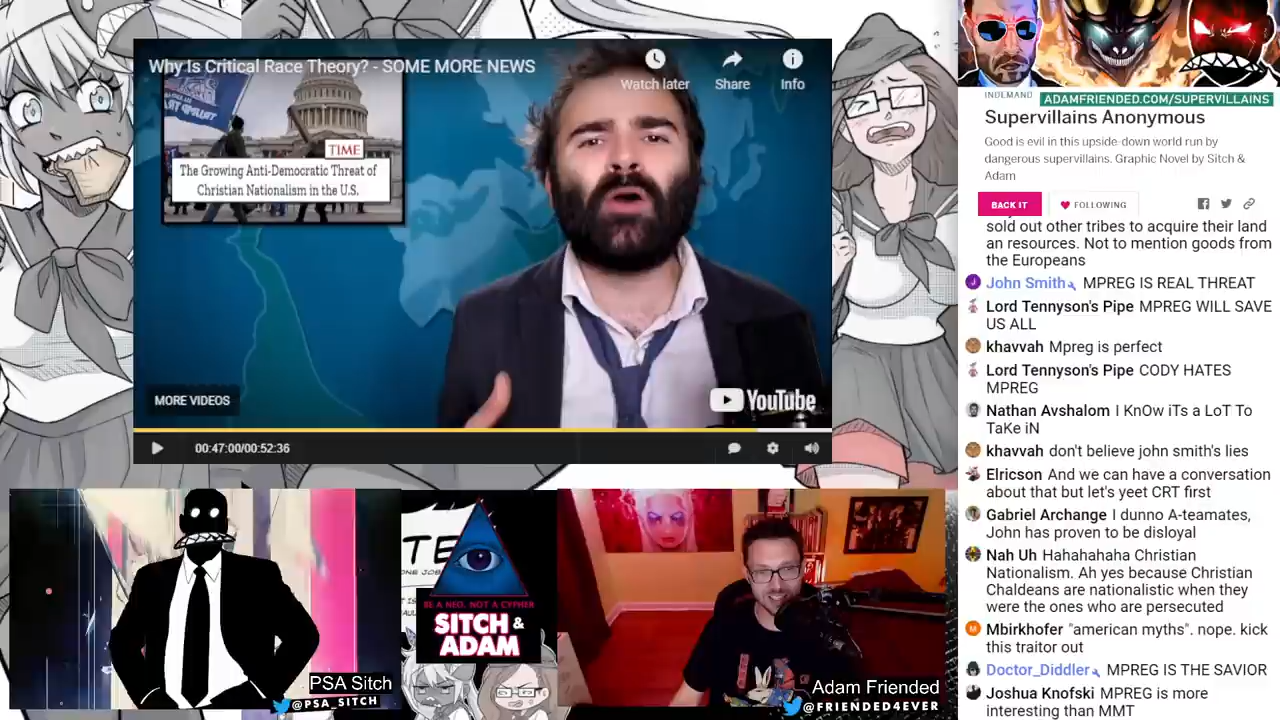 Why Is Critical Race Theory? - SOME MORE NEWS
Watch later
Share
Info
TIME
The Growing Anti-Democratic Threat of
Christian Nationalism in the U.S.
MORE VIDEOS
YouTube
00:47:00/00:52:36
PSA Sitch
@PSA_SITCH
BE A NEO, NOT A CYPHER
SITCH &
ADAM
Adam Friended
@FRIENDED4EVER
INDEMAND
ADAMFRIENDED.COM/SUPERVILLAINS
Supervillains Anonymous
Good is evil in this upside-down world run by
dangerous supervillains. Graphic Novel by Sitch &
Adam
BACK IT
FOLLOWING
sold out other tribes to acquire their land
an resources. Not to mention goods from
the Europeans
John Smith MPREG IS REAL THREAT
Lord Tennyson's Pipe MPREG WILL SAVE
US ALL
khavvah Mpreg is perfect
Lord Tennyson's Pipe CODY HATES
MPREG
Nathan Avshalom I KnOw iTs a LoT To
TaKe iN
khavvah don't believe john smith's lies
Elricson And we can have a conversation
about that but let's yeet CRT first
Gabriel Archange I dunno A-teamates,
John has proven to be disloyal
Nah Uh Hahahahaha Christian
Nationalism. Ah yes because Christian
Chaldeans are nationalistic when they
were the ones who are persecuted
Mbirkhofer "american myths". nope. kick
this traitor out
Doctor_Diddler MPREG IS THE SAVIOR
Joshua Knofski MPREG is more
interesting than MMT